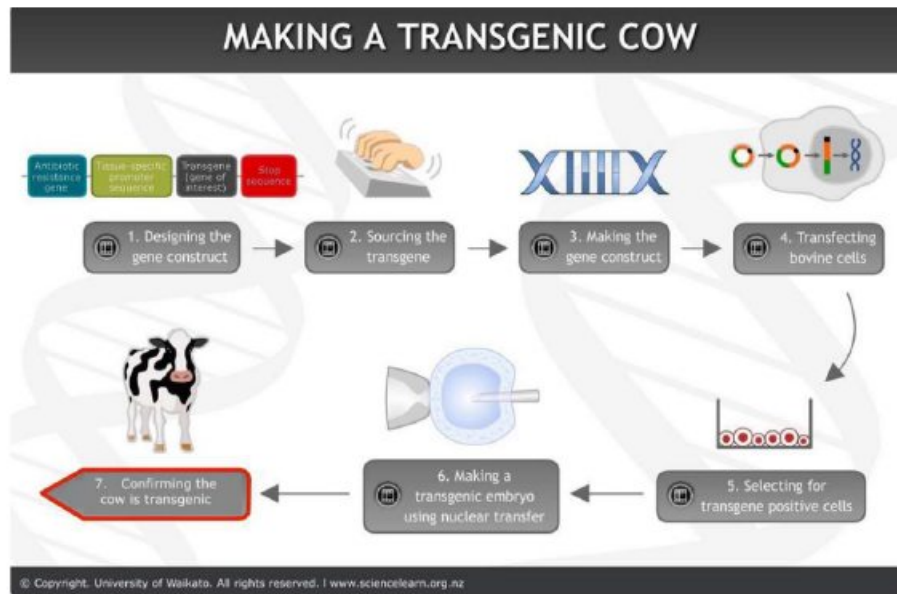 MAKING A TRANSGENIC COW
Antibiotic
resistance
gene
Tissue-specific
promoter
sequence
Transgene
(gene of
interest)
Stop
sequence
1. Designing the
gene construct
2. Sourcing the
transgene
3. Making the
gene construct
4. Transfecting
bovine cells
7. Confirming the
cow is transgenic
6. Making a
transgenic embryo
using nuclear transfer
5. Selecting for
transgene positive cells
© Copyright. University of Waikato. All rights reserved. | www.sciencelearn.org.nz